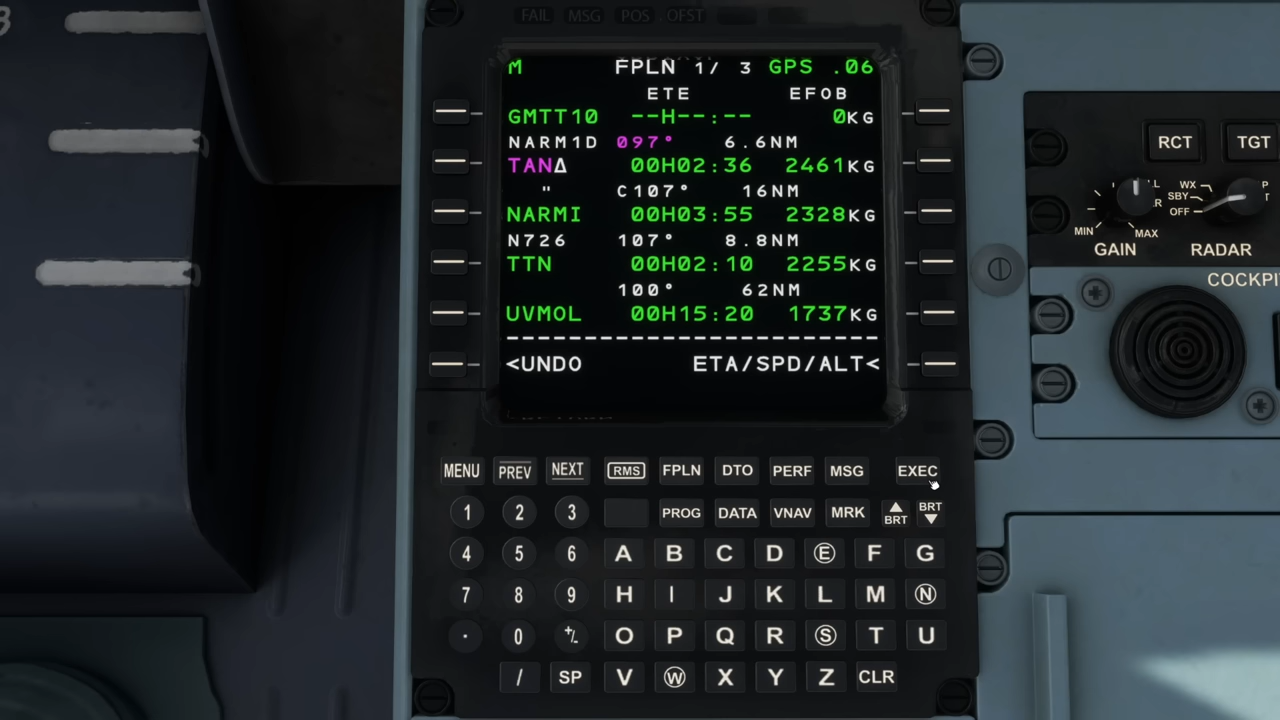 FAIL MSG POS .OFST
M FPLN 1/ 3 GPS .06
ETE EFOB
GMTT10 --H--:-- 0KG
NARM1D 097° 6.6NM
TAN∆ 00H02:36 2461KG
" C107° 16NM
NARMI 00H03:55 2328KG
N726 107° 8.8NM
TTN 00H02:10 2255KG
100° 62NM
UVMOL 00H15:20 1737KG
<UNDO ETA/SPD/ALT<
MENU PREV NEXT RMS FPLN DTO PERF MSG EXEC
1 2 3 PROG DATA VNAV MRK ▲ BRT BRT ▼
4 5 6 A B C D E F G
7 8 9 H I J K L M N
. 0 +/- O P Q R S T U
/ SP V W X Y Z CLR
RCT TGT
WX
SBY
OFF
MIN MAX
GAIN RADAR
COCKPI